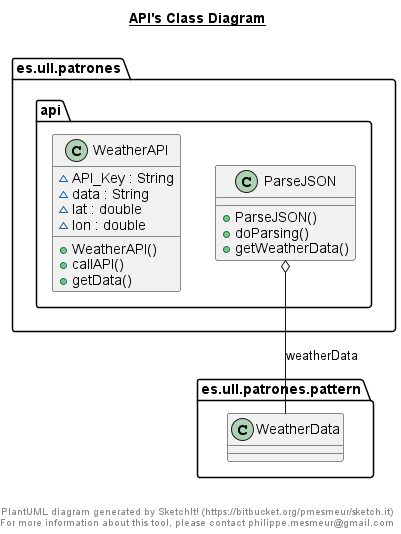 API's Class Diagram
es.ull.patrones
api
C WeatherAPI
API_Key : String
data : String
lat : double
lon : double
WeatherAPI()
callAPI()
getData()
C ParseJSON
ParseJSON()
doParsing()
getWeatherData()
weatherData
es.ull.patrones.pattern
C WeatherData
PlantUML diagram generated by SketchIt! (https://bitbucket.org/pmesmeur/sketch.it)
For more information about this tool, please contact philippe.mesmeur@gmail.com